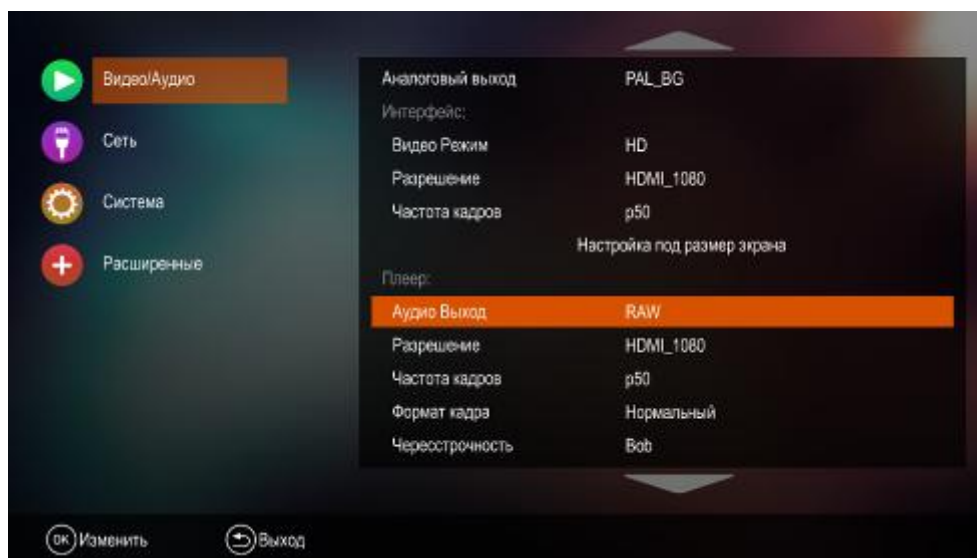 Видео/Аудио
Сеть
Система
Расширенные
Аналоговый выход PAL_BG
Интерфейс:
Видео Режим HD
Разрешение HDMI_1080
Частота кадров p50
Настройка под размер экрана
Плеер:
Аудио Выход RAW
Разрешение HDMI_1080
Частота кадров p50
Формат кадра Нормальный
Чересстрочность Bob
OK Изменить Выход